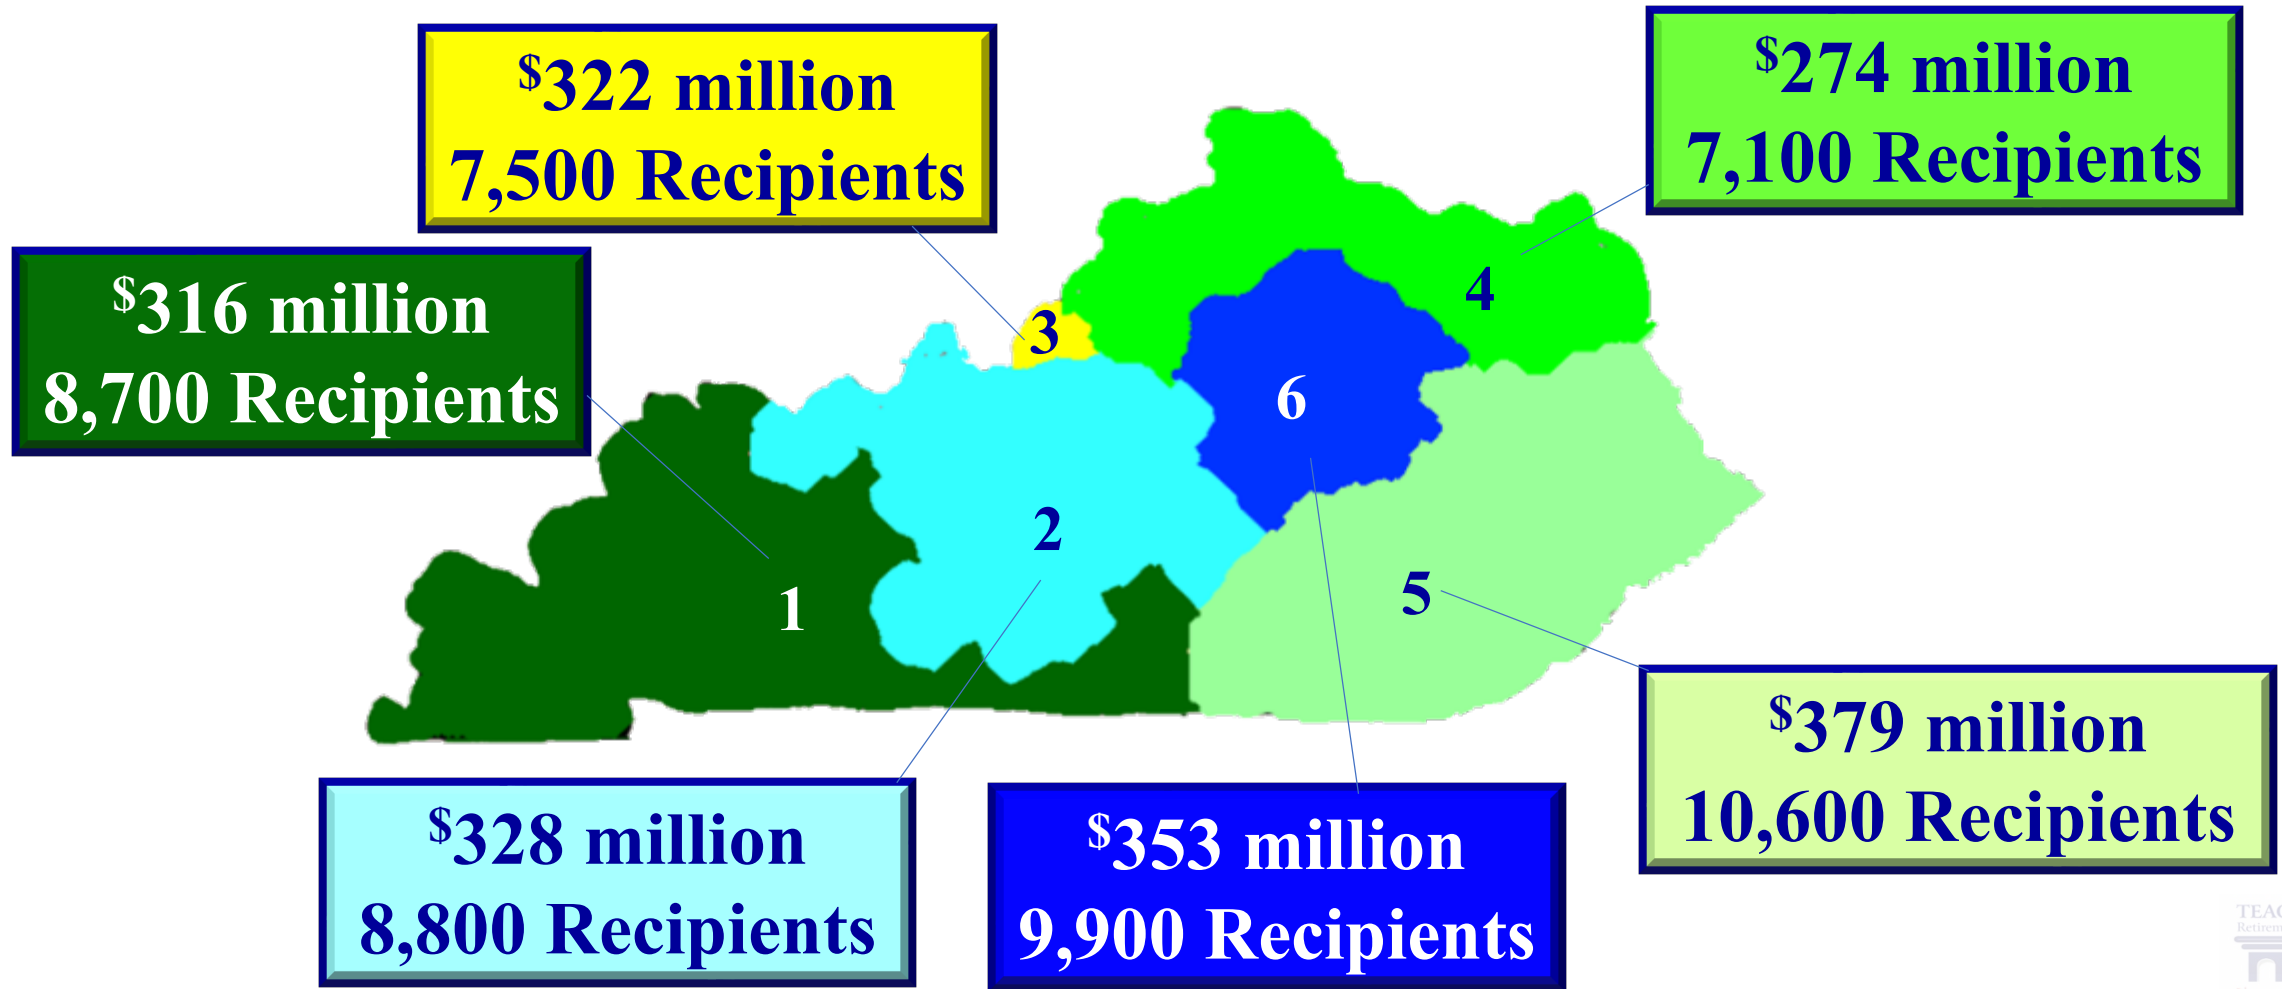 $322 million
7,500 Recipients
$274 million
7,100 Recipients
$316 million
8,700 Recipients
3
4
6
2
1
5
$379 million
10,600 Recipients
$328 million
8,800 Recipients
$353 million
9,900 Recipients